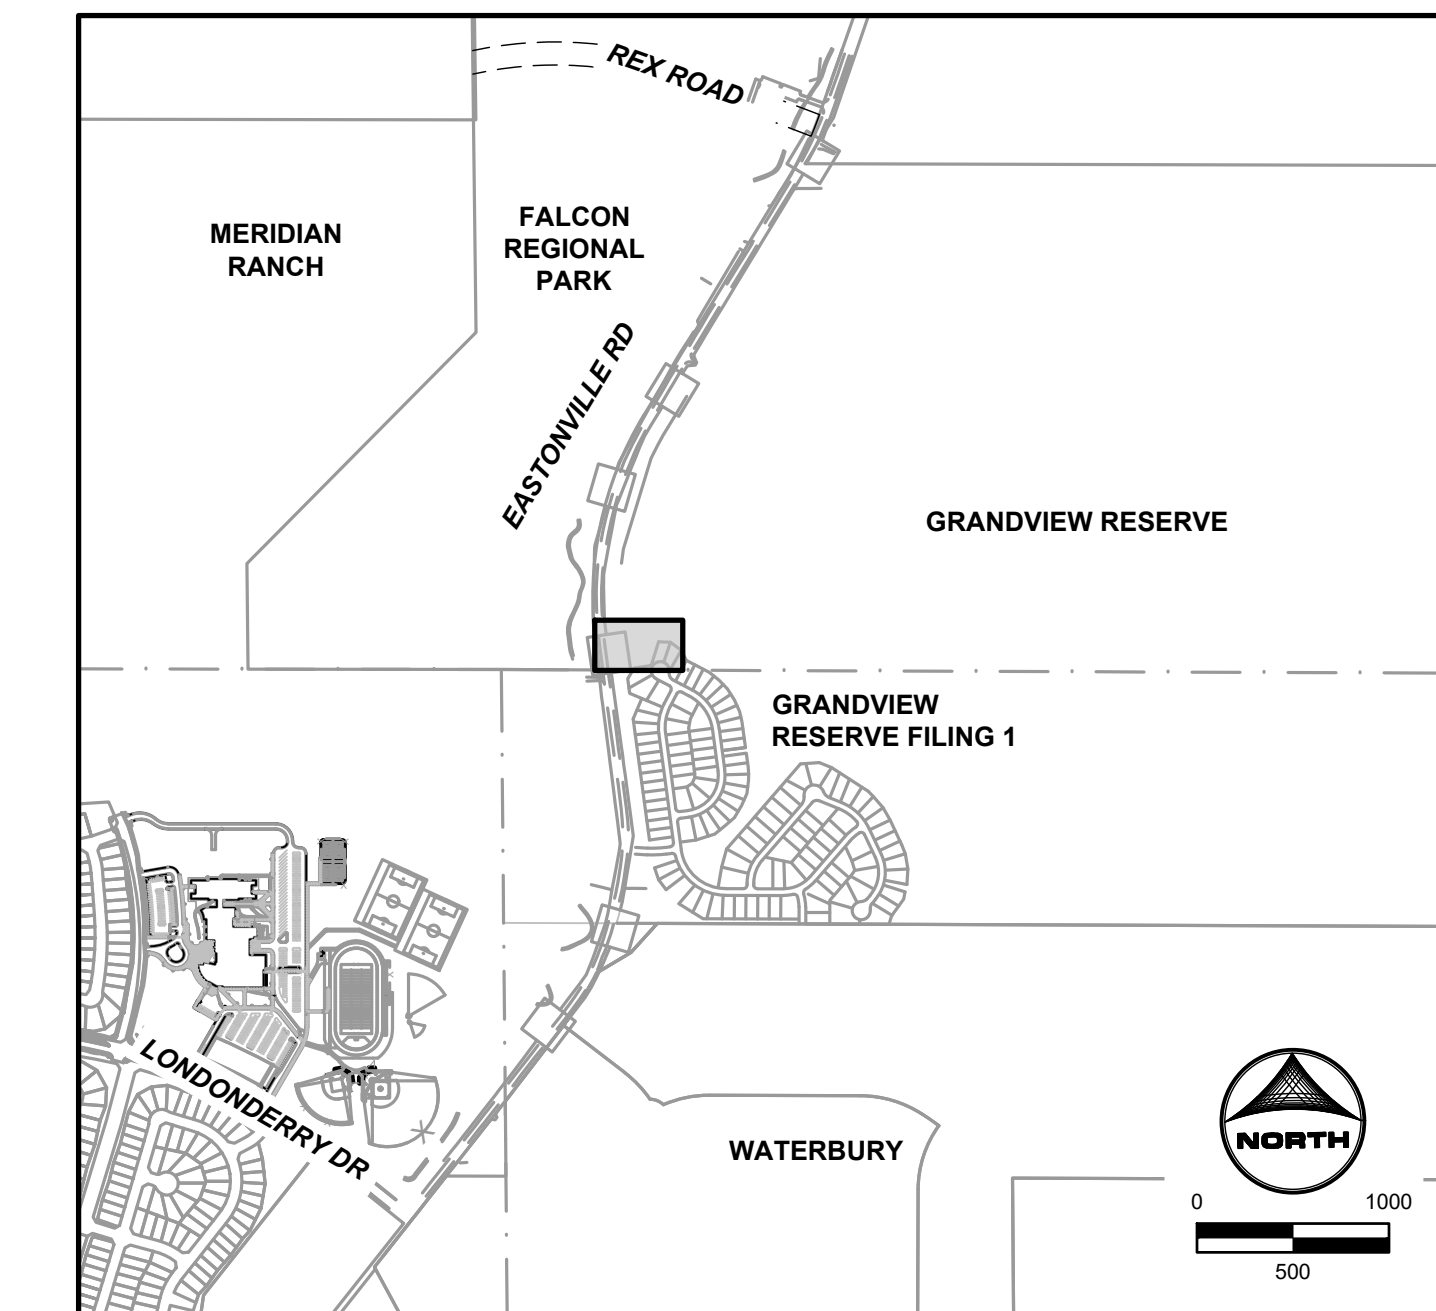 REX ROAD
MERIDIAN
RANCH
FALCON
REGIONAL
PARK
EASTONVILLE RD
GRANDVIEW RESERVE
GRANDVIEW
RESERVE FILING 1
LONDONDERRY DR
WATERBURY
NORTH
0 1000
500